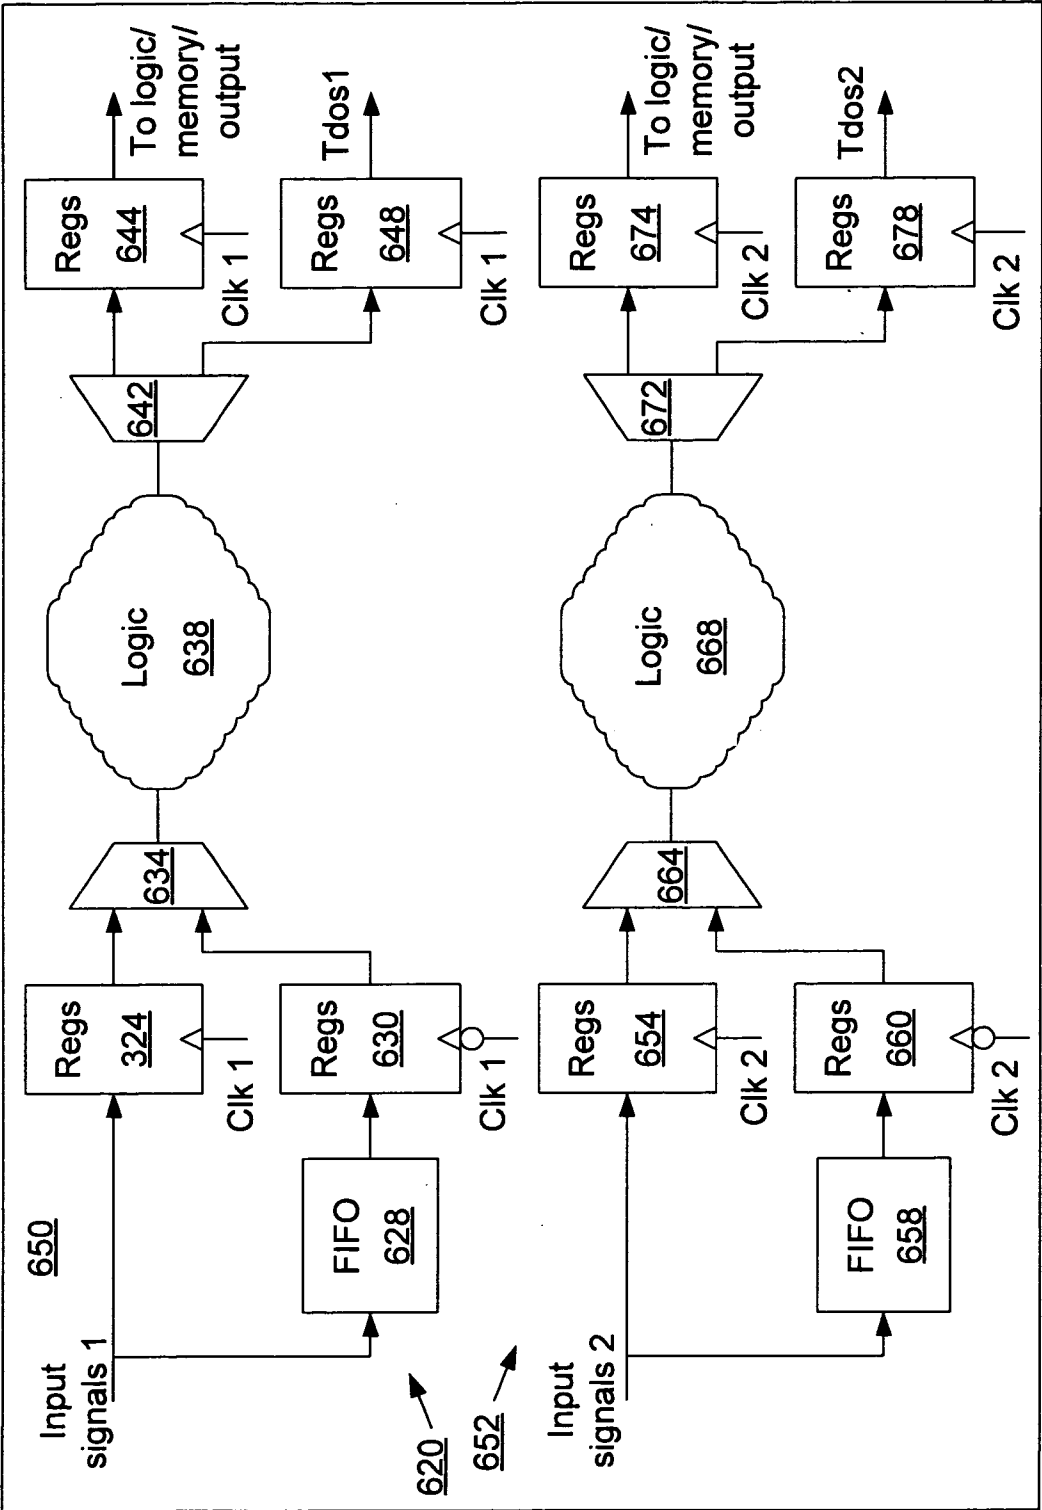 650
Input
signals 1
Regs
324
Clk 1
634
Logic
638
642
Regs
644
Clk 1
To logic/
memory/
output
FIFO
628
Regs
630
Clk 1
Regs
648
Clk 1
Tdos1
620
652
Input
signals 2
Regs
654
Clk 2
664
Logic
668
672
Regs
674
Clk 2
To logic/
memory/
output
FIFO
658
Regs
660
Clk 2
Regs
678
Clk 2
Tdos2